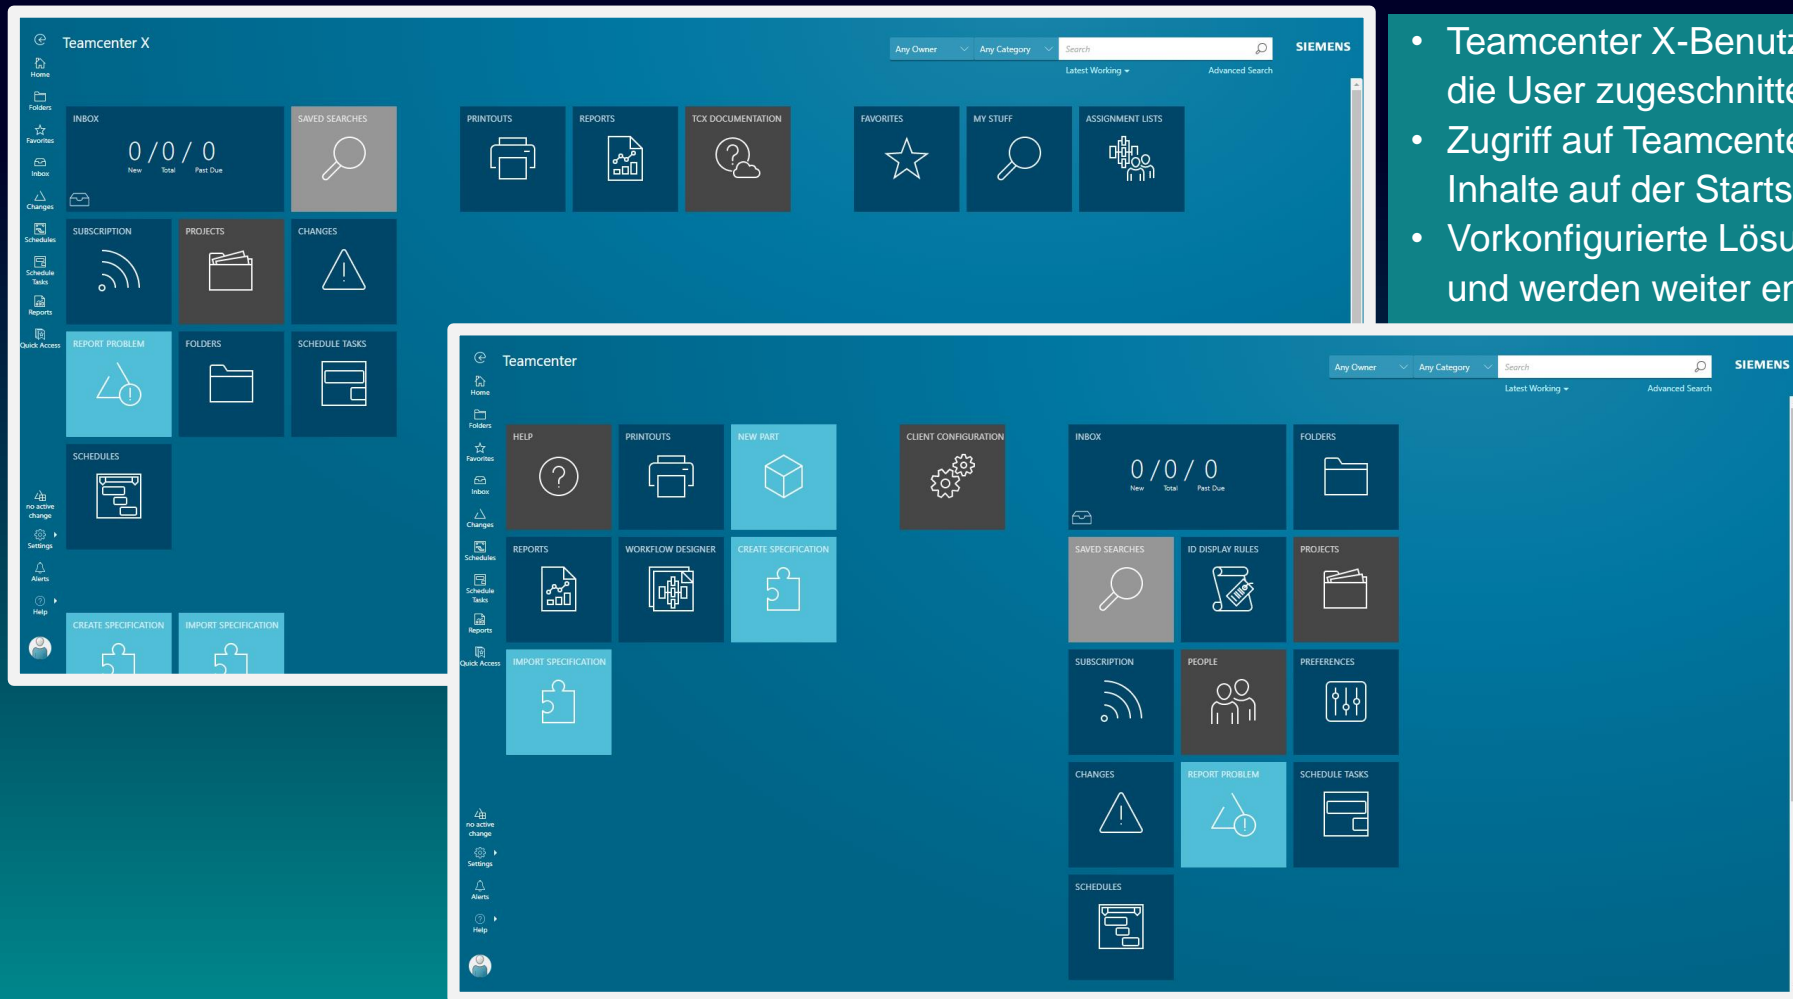 Teamcenter X
Any Owner
Any Category
Search
SIEMENS
Latest Working
Advanced Search
Home
Folders
Favorites
Inbox
Changes
Schedules
Schedule
Tasks
Reports
Quick Access
no active
change
Settings
Alerts
Help
INBOX
0 / 0 / 0
New Total Past Due
SAVED SEARCHES
PRINTOUTS
REPORTS
TCX DOCUMENTATION
FAVORITES
MY STUFF
ASSIGNMENT LISTS
SUBSCRIPTION
PROJECTS
CHANGES
REPORT PROBLEM
FOLDERS
SCHEDULE TASKS
SCHEDULES
CREATE SPECIFICATION
IMPORT SPECIFICATION
• Teamcenter X-Benutz
die User zugeschnitte
• Zugriff auf Teamcente
Inhalte auf der Starts
• Vorkonfigurierte Lösu
und werden weiter er
Teamcenter
Any Owner
Any Category
Search
SIEMENS
Latest Working
Advanced Search
Home
Folders
Favorites
Inbox
Changes
Schedules
Schedule
Tasks
Reports
Quick Access
no active
change
Settings
Alerts
Help
HELP
PRINTOUTS
NEW PART
CLIENT CONFIGURATION
INBOX
0 / 0 / 0
New Total Past Due
FOLDERS
REPORTS
WORKFLOW DESIGNER
CREATE SPECIFICATION
SAVED SEARCHES
ID DISPLAY RULES
PROJECTS
IMPORT SPECIFICATION
SUBSCRIPTION
PEOPLE
PREFERENCES
CHANGES
REPORT PROBLEM
SCHEDULE TASKS
SCHEDULES